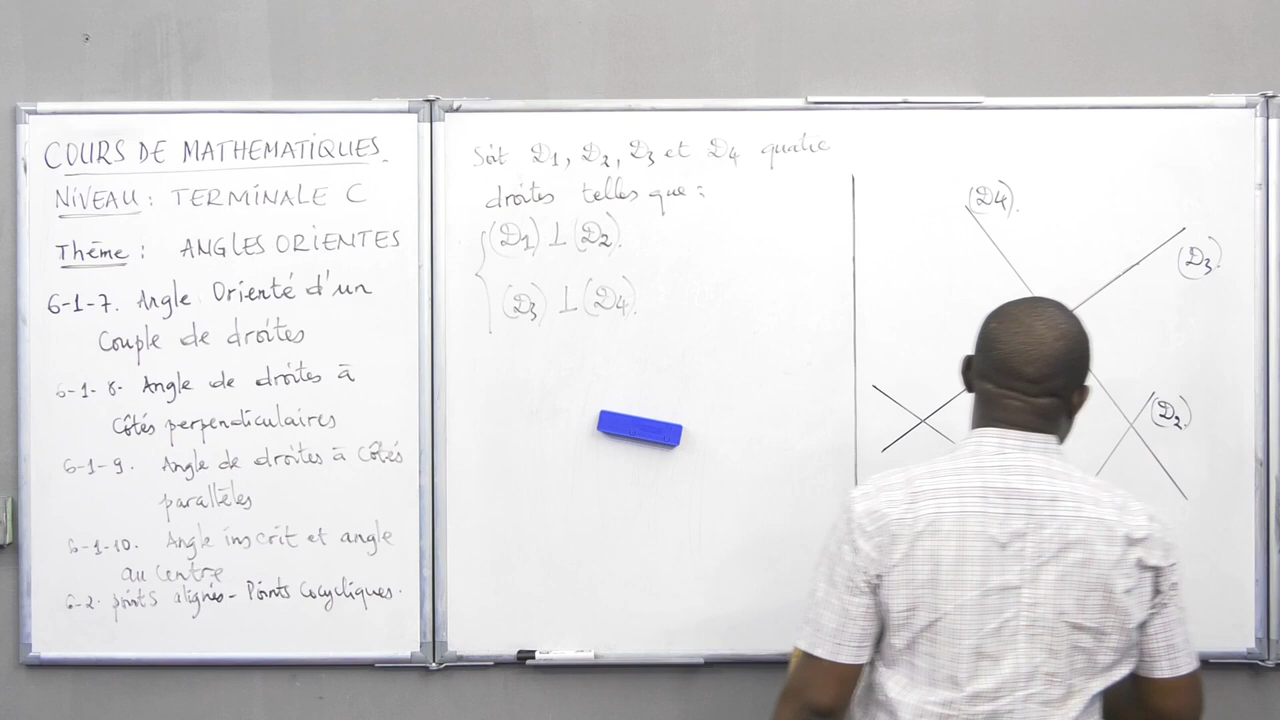 COURS DE MATHEMATIQUES.
NIVEAU : TERMINALE C
Thème : ANGLES ORIENTES
6-1-7. Angle Orienté d'un
Couple de droites
6-1-8- Angle de droites à
Côtés perpendiculaires
6-1-9. Angle de droites à Côtés
parallèles
6-1-10. Angle inscrit et angle
au Centre
6-2. points alignés - Points Cocycliques.
Soit D1, D2, D3 et D4 quatre
droites telles que :
(D1) ⊥ (D2).
(D3) ⊥ (D4).
(D4).
(D3).
(D2).